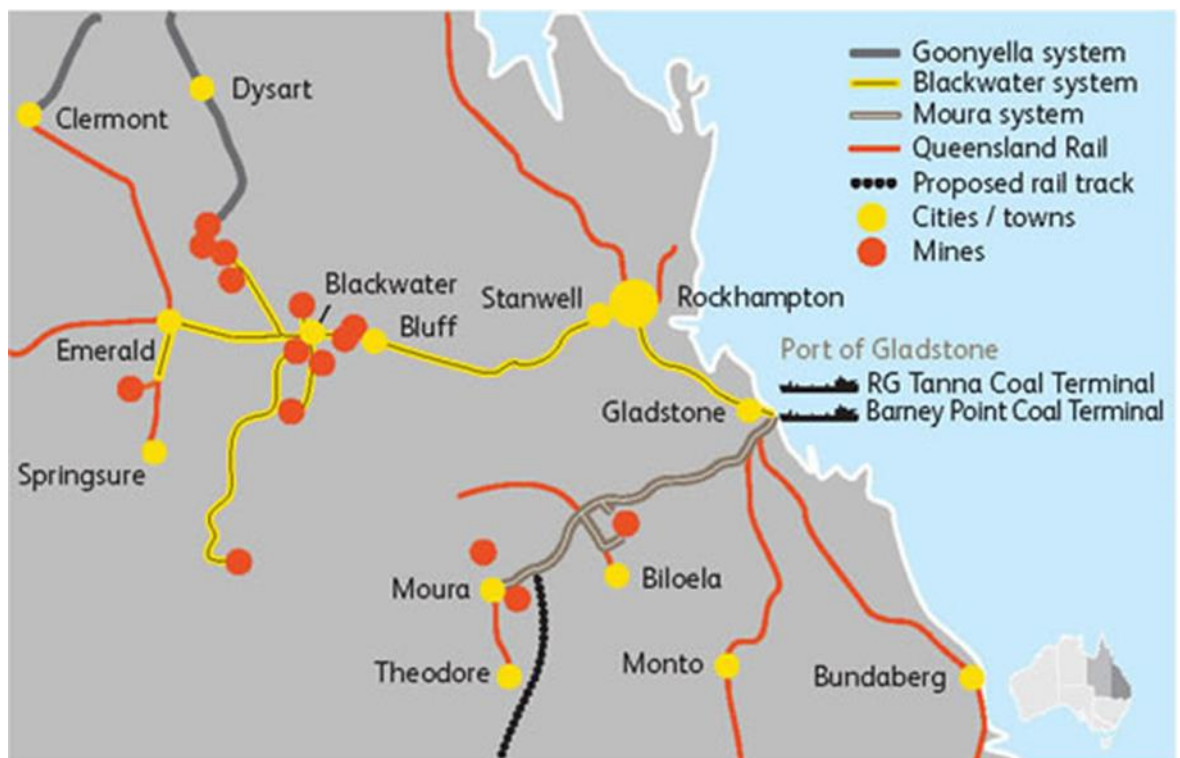 Goonyella system
Blackwater system
Moura system
Queensland Rail
Proposed rail track
Cities / towns
Mines
Dysart
Clermont
Blackwater
Stanwell
Rockhampton
Bluff
Emerald
Port of Gladstone
RG Tanna Coal Terminal
Barney Point Coal Terminal
Gladstone
Springsure
Moura
Biloela
Theodore
Monto
Bundaberg